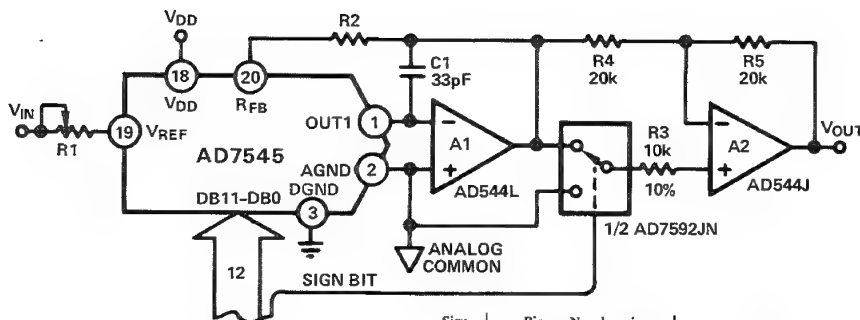 VDD
R2
C1
33pF
R4
20k
R5
20k
18
VDD
20
RFB
VIN
R1
19
VREF
AD7545
OUT1
1
AGND
2
DGND
3
DB11–DB0
−
+
A1
AD544L
R3
10k
10%
−
+
A2
AD544J
VOUT
1/2 AD7592JN
ANALOG
COMMON
12
SIGN BIT